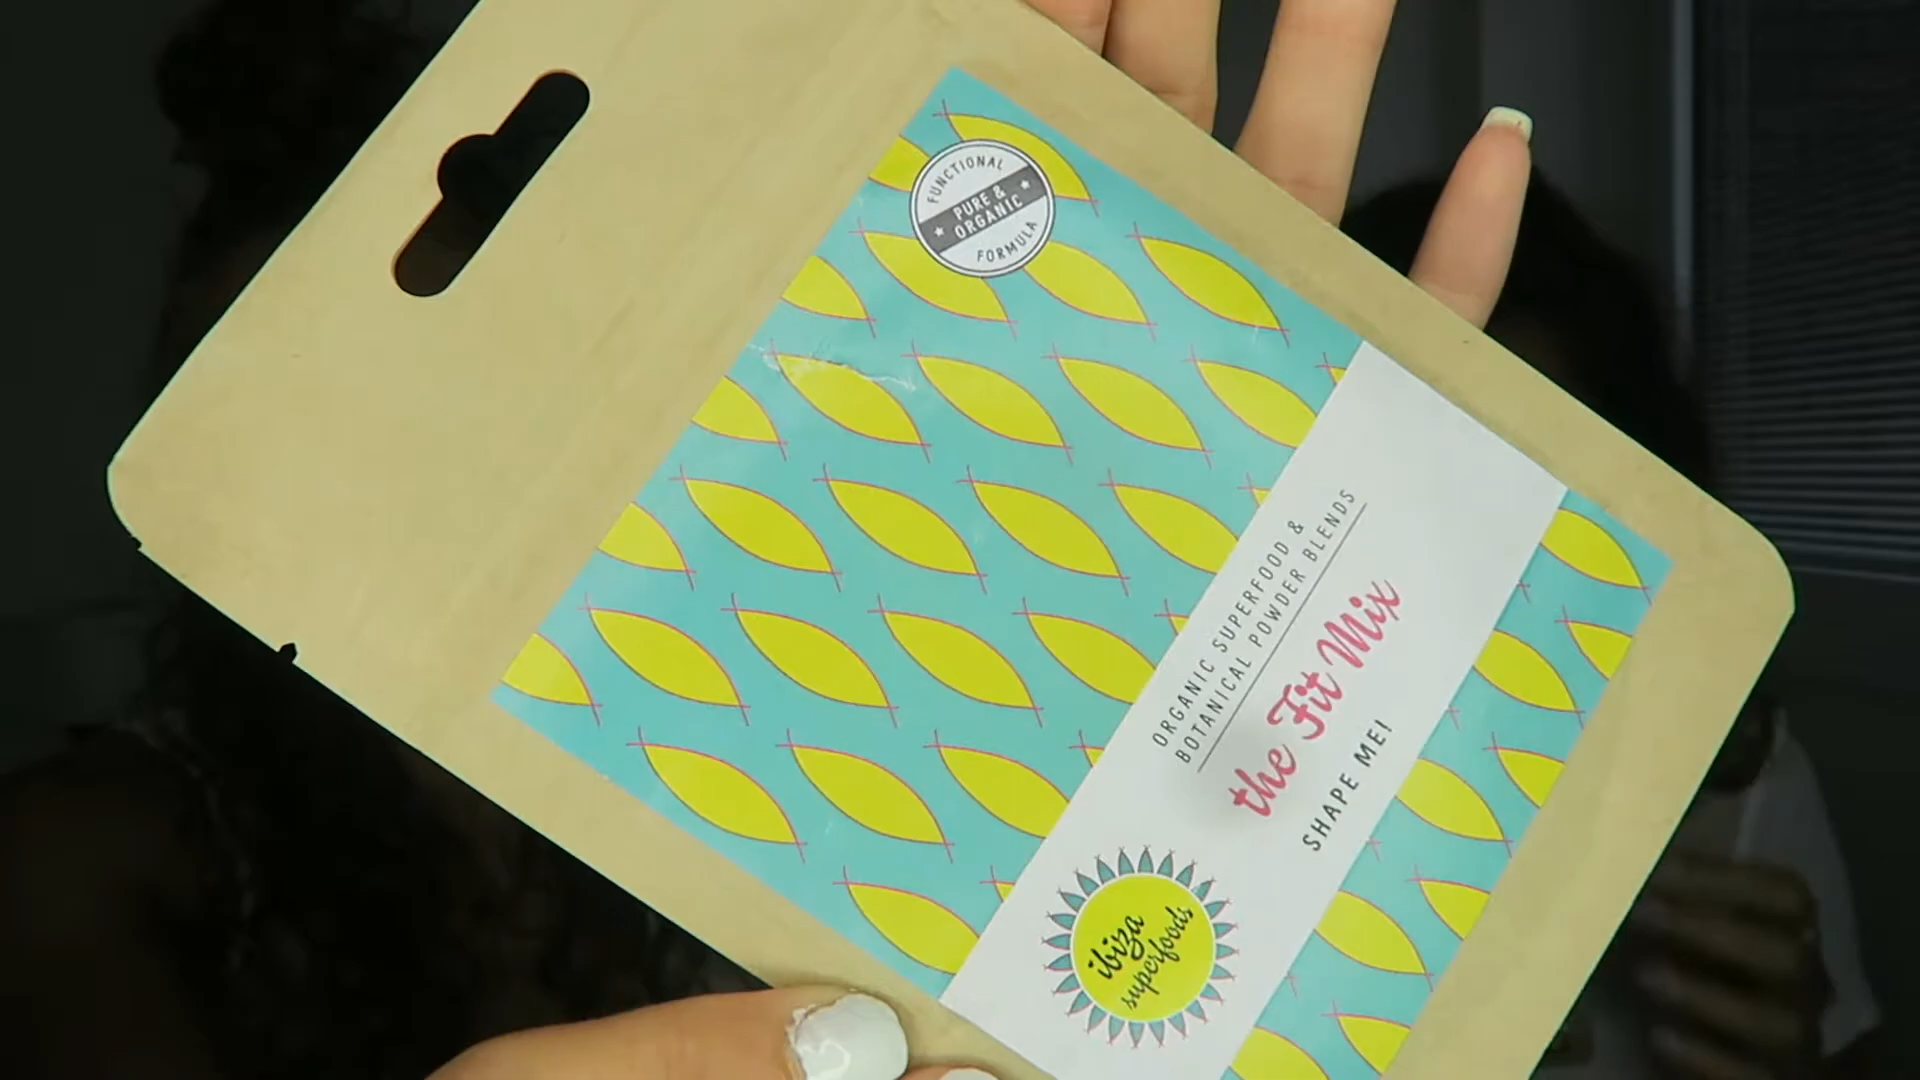 FUNCTIONAL
PURE &
ORGANIC
FORMULA
ORGANIC SUPERFOOD &
BOTANICAL POWDER BLENDS
the Fit Mix
SHAPE ME!
ibiza
superfoods